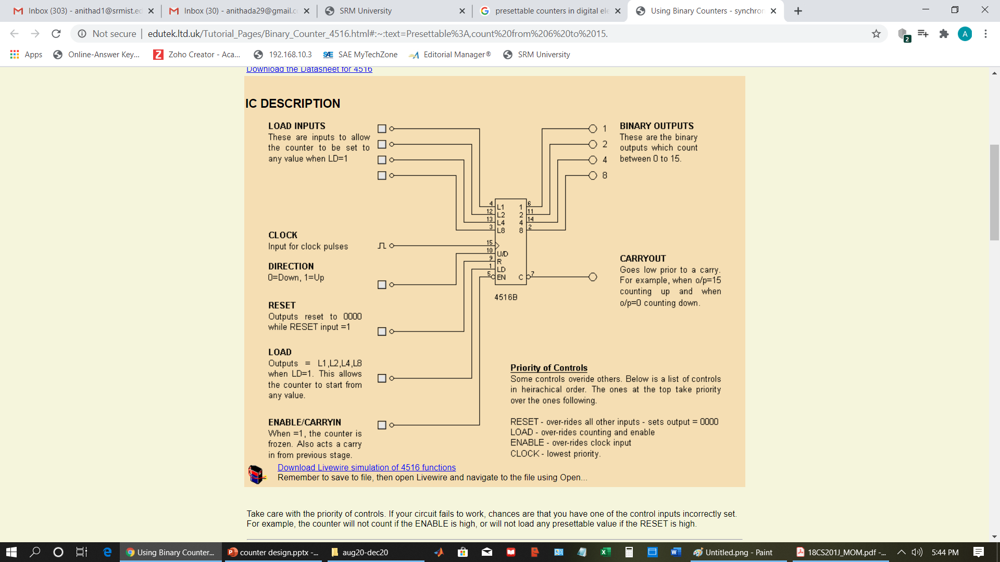 Inbox (303) - anithad1@srmist.ed
Inbox (30) - anithada29@gmail.c
SRM University
presettable counters in digital ele
Using Binary Counters - synchron
Not secure
edutek.ltd.uk/Tutorial_Pages/Binary_Counter_4516.html#:~:text=Presettable%3A,count%20from%206%20to%2015.
2
A
Apps
Online-Answer Key...
Zoho Creator - Aca...
192.168.10.3
SAE MyTechZone
Editorial Manager®
SRM University
Download the Datasheet for 4516
IC DESCRIPTION
LOAD INPUTS
These are inputs to allow
the counter to be set to
any value when LD=1
1
2
4
8
BINARY OUTPUTS
These are the binary
outputs which count
between 0 to 15.
4 L1 1 6
12 L2 2 11
13 L4 4 14
3 L8 8 2
15
10 U/D
9 R
1 LD
5 EN C 7
4516B
CLOCK
Input for clock pulses
DIRECTION
0=Down, 1=Up
RESET
Outputs reset to 0000
while RESET input =1
LOAD
Outputs = L1,L2,L4,L8
when LD=1. This allows
the counter to start from
any value.
ENABLE/CARRYIN
When =1, the counter is
frozen. Also acts a carry
in from previous stage.
CARRYOUT
Goes low prior to a carry.
For example, when o/p=15
counting up and when
o/p=0 counting down.
Priority of Controls
Some controls overide others. Below is a list of controls
in heirachical order. The ones at the top take priority
over the ones following.
RESET - over-rides all other inputs - sets output = 0000
LOAD - over-rides counting and enable
ENABLE - over-rides clock input
CLOCK - lowest priority.
Download Livewire simulation of 4516 functions
Remember to save to file, then open Livewire and navigate to the file using Open...
Take care with the priority of controls. If your circuit fails to work, chances are that you have one of the control inputs incorrectly set.
For example, the counter will not count if the ENABLE is high, or will not load any presettable value if the RESET is high.
Using Binary Counter...
counter design.pptx -...
aug20-dec20
Untitled.png - Paint
18CS201J_MOM.pdf -...
5:44 PM